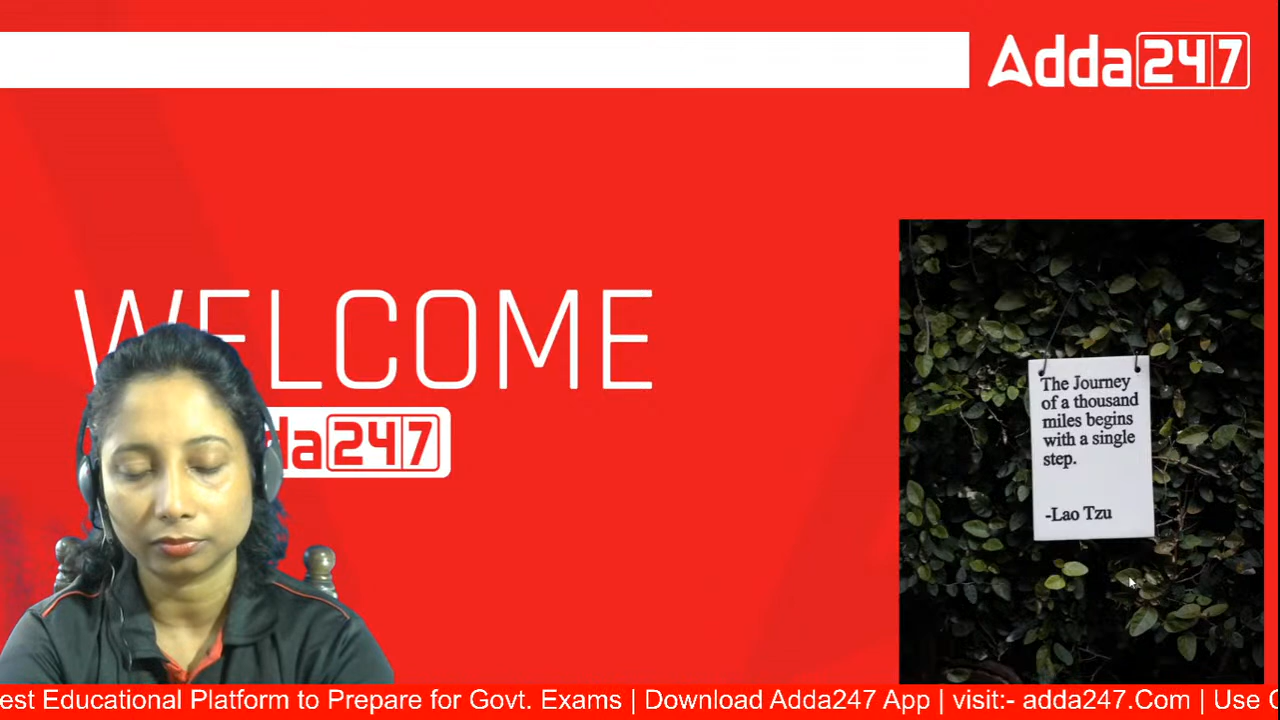 Adda247
WELCOME
da247
The Journey
of a thousand
miles begins
with a single
step.
-Lao Tzu
est Educational Platform to Prepare for Govt. Exams | Download Adda247 App | visit:- adda247.Com | Use